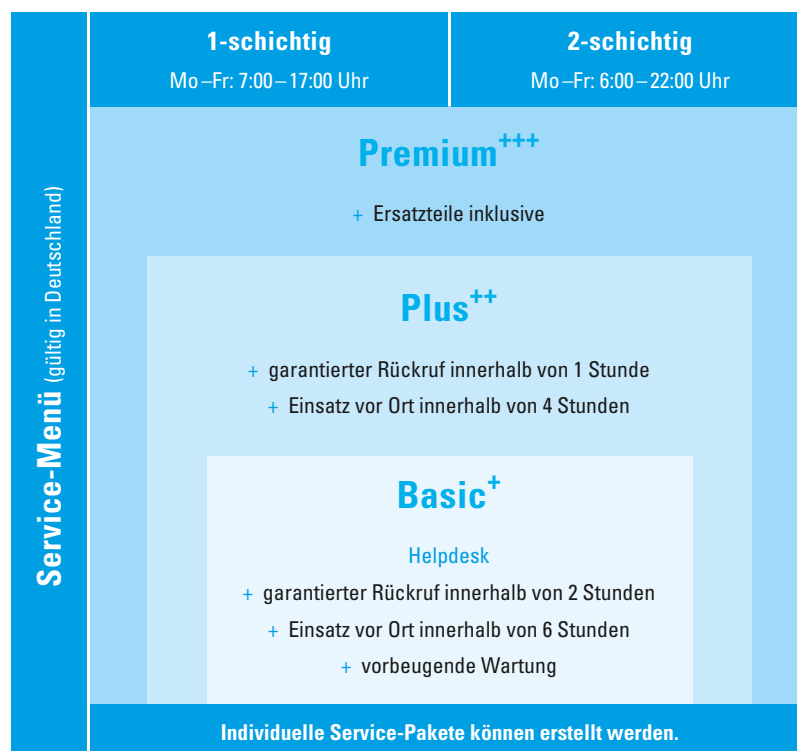 Service-Menü (gültig in Deutschland)
1-schichtig
Mo–Fr: 7:00–17:00 Uhr
2-schichtig
Mo–Fr: 6:00–22:00 Uhr
Premium+++
+ Ersatzteile inklusive
Plus++
+ garantierter Rückruf innerhalb von 1 Stunde
+ Einsatz vor Ort innerhalb von 4 Stunden
Basic+
Helpdesk
+ garantierter Rückruf innerhalb von 2 Stunden
+ Einsatz vor Ort innerhalb von 6 Stunden
+ vorbeugende Wartung
Individuelle Service-Pakete können erstellt werden.